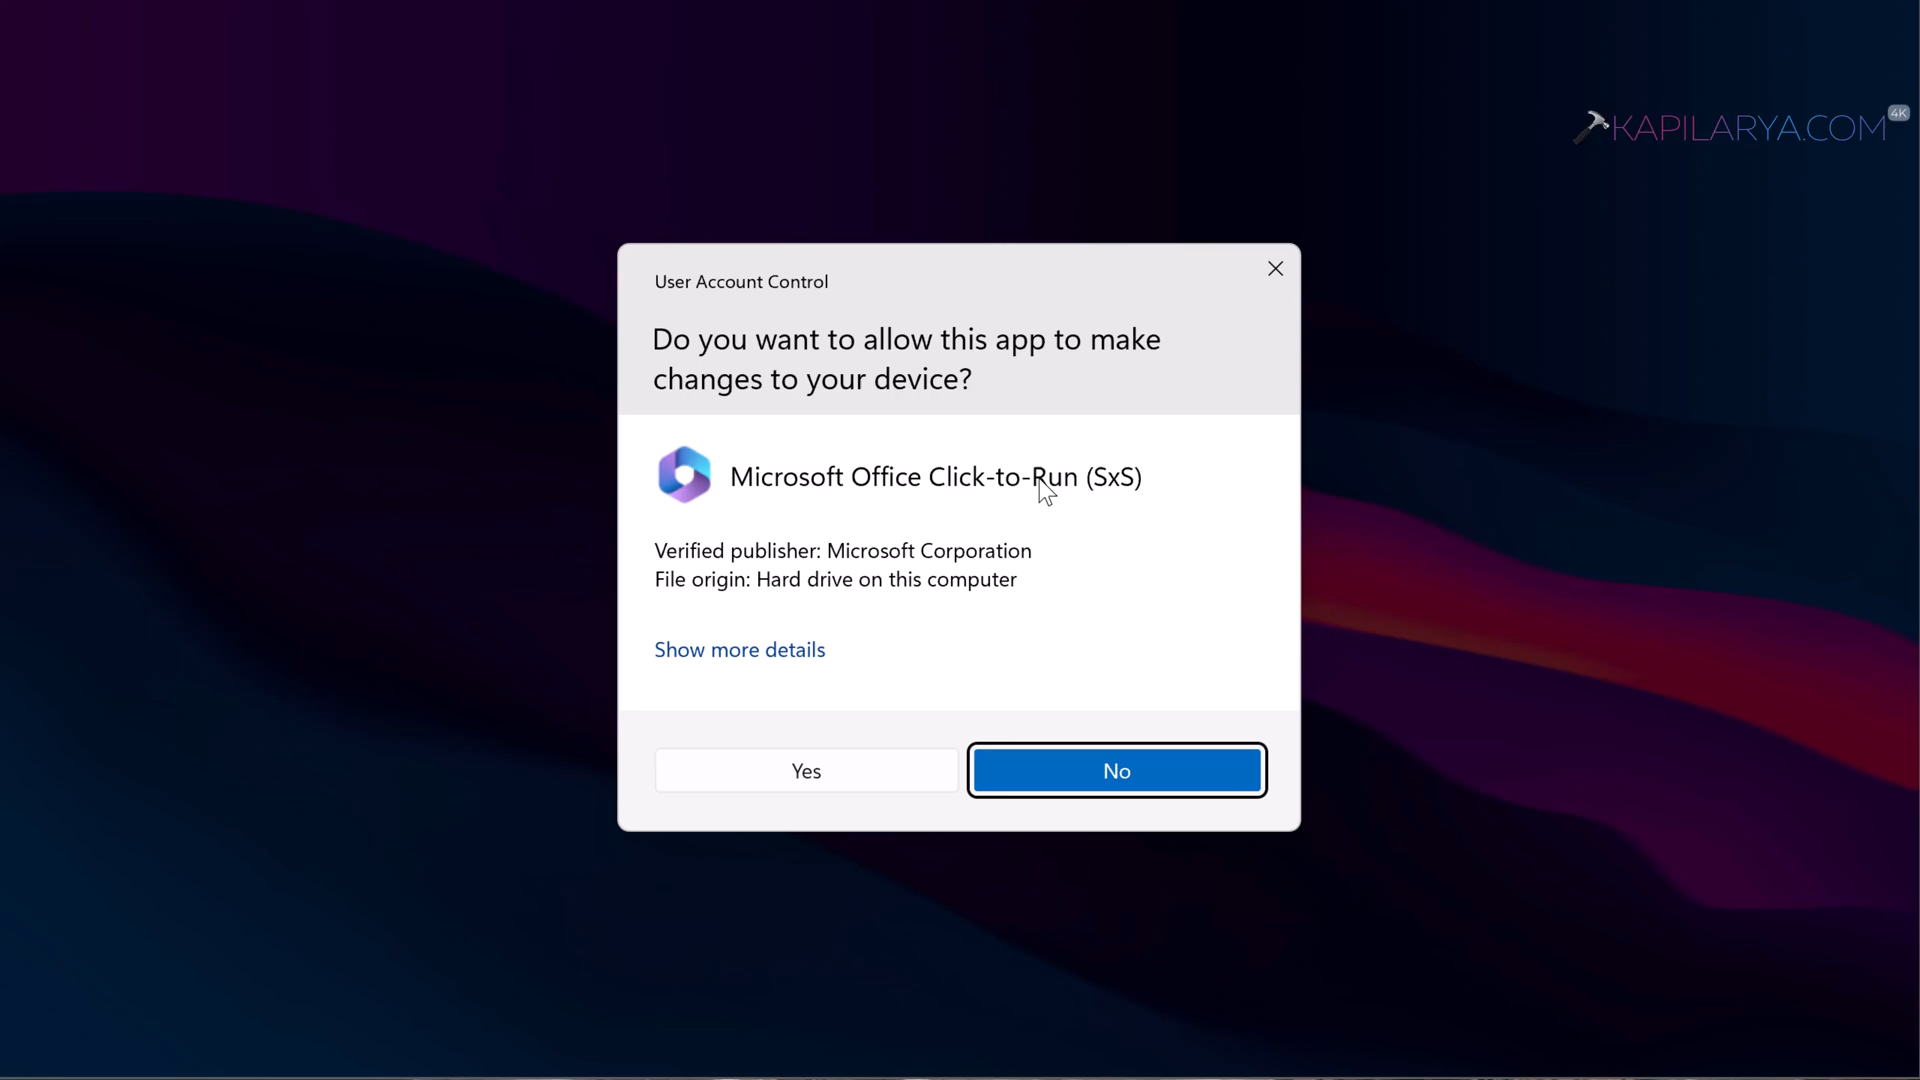 KAPILARYA.COM
4K
User Account Control
Do you want to allow this app to make
changes to your device?
Microsoft Office Click-to-Run (SxS)
Verified publisher: Microsoft Corporation
File origin: Hard drive on this computer
Show more details
Yes
No